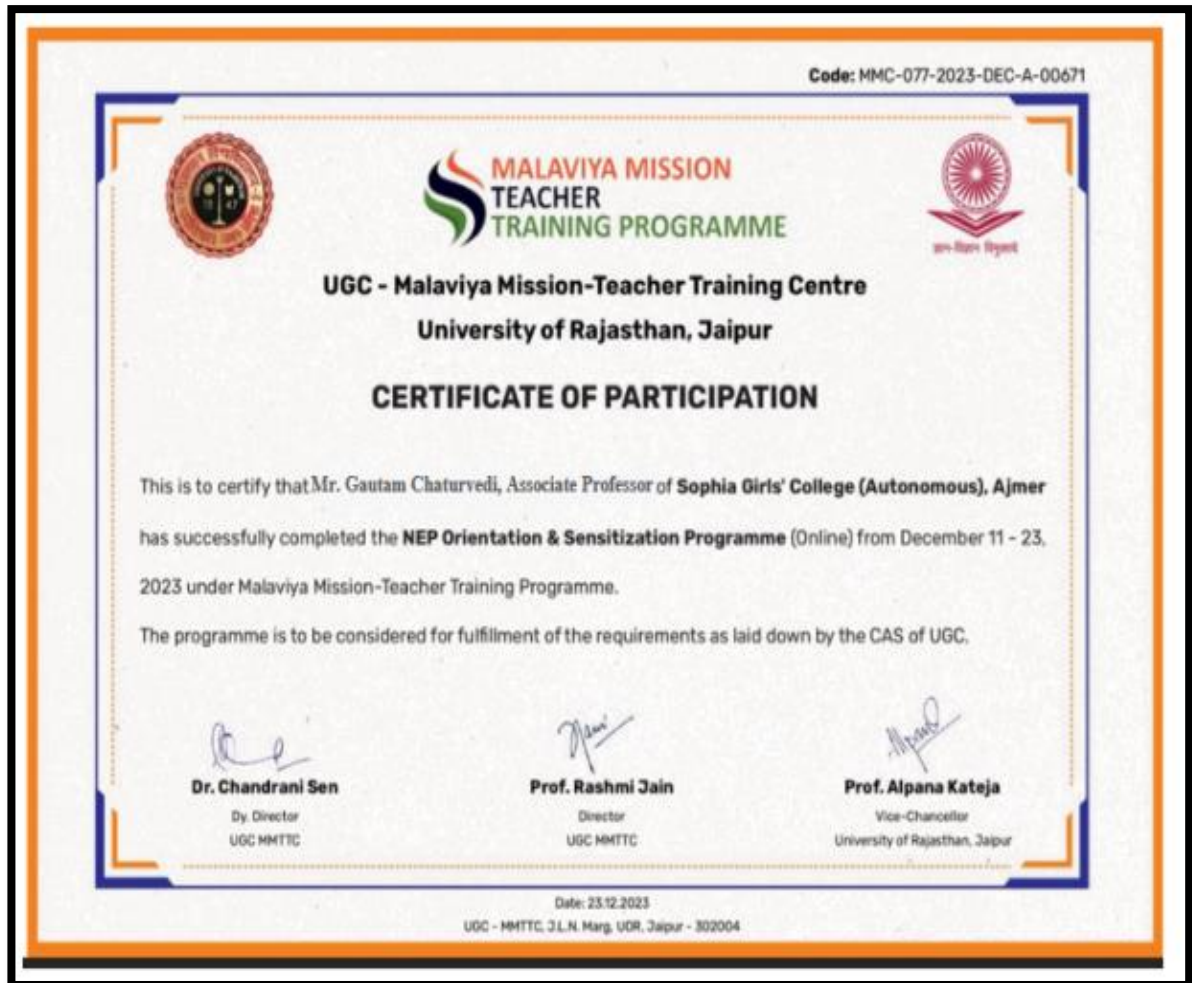 Code: MMC-077-2023-DEC-A-00671
MALAVIYA MISSION
TEACHER
TRAINING PROGRAMME
ज्ञान-विज्ञान विमुक्तये
UGC - Malaviya Mission-Teacher Training Centre
University of Rajasthan, Jaipur
CERTIFICATE OF PARTICIPATION
This is to certify that Mr. Gautam Chaturvedi, Associate Professor of Sophia Girls' College (Autonomous), Ajmer
has successfully completed the NEP Orientation & Sensitization Programme (Online) from December 11 - 23,
2023 under Malaviya Mission-Teacher Training Programme.
The programme is to be considered for fulfillment of the requirements as laid down by the CAS of UGC.
Dr. Chandrani Sen
Dy. Director
UGC MMTTC
Prof. Rashmi Jain
Director
UGC MMTTC
Prof. Alpana Kateja
Vice-Chancellor
University of Rajasthan, Jaipur
Date: 23.12.2023
UGC - MMTTC, J.L.N. Marg, UOR, Jaipur - 302004